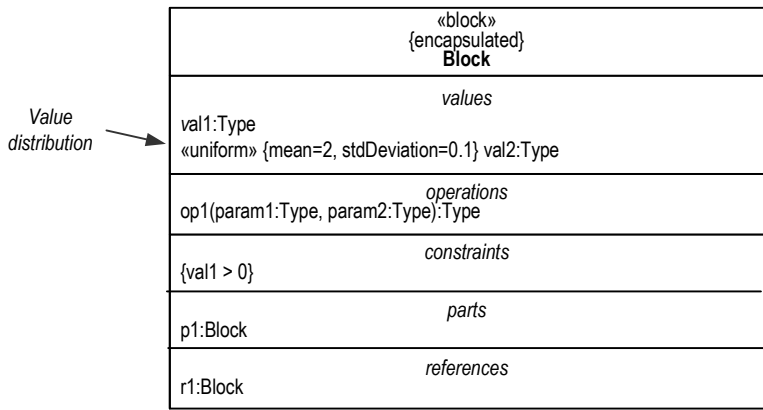 «block»
{encapsulated}
Block
values
Value
distribution
val1:Type
«uniform» {mean=2, stdDeviation=0.1} val2:Type
operations
op1(param1:Type, param2:Type):Type
constraints
{val1 > 0}
parts
p1:Block
references
r1:Block